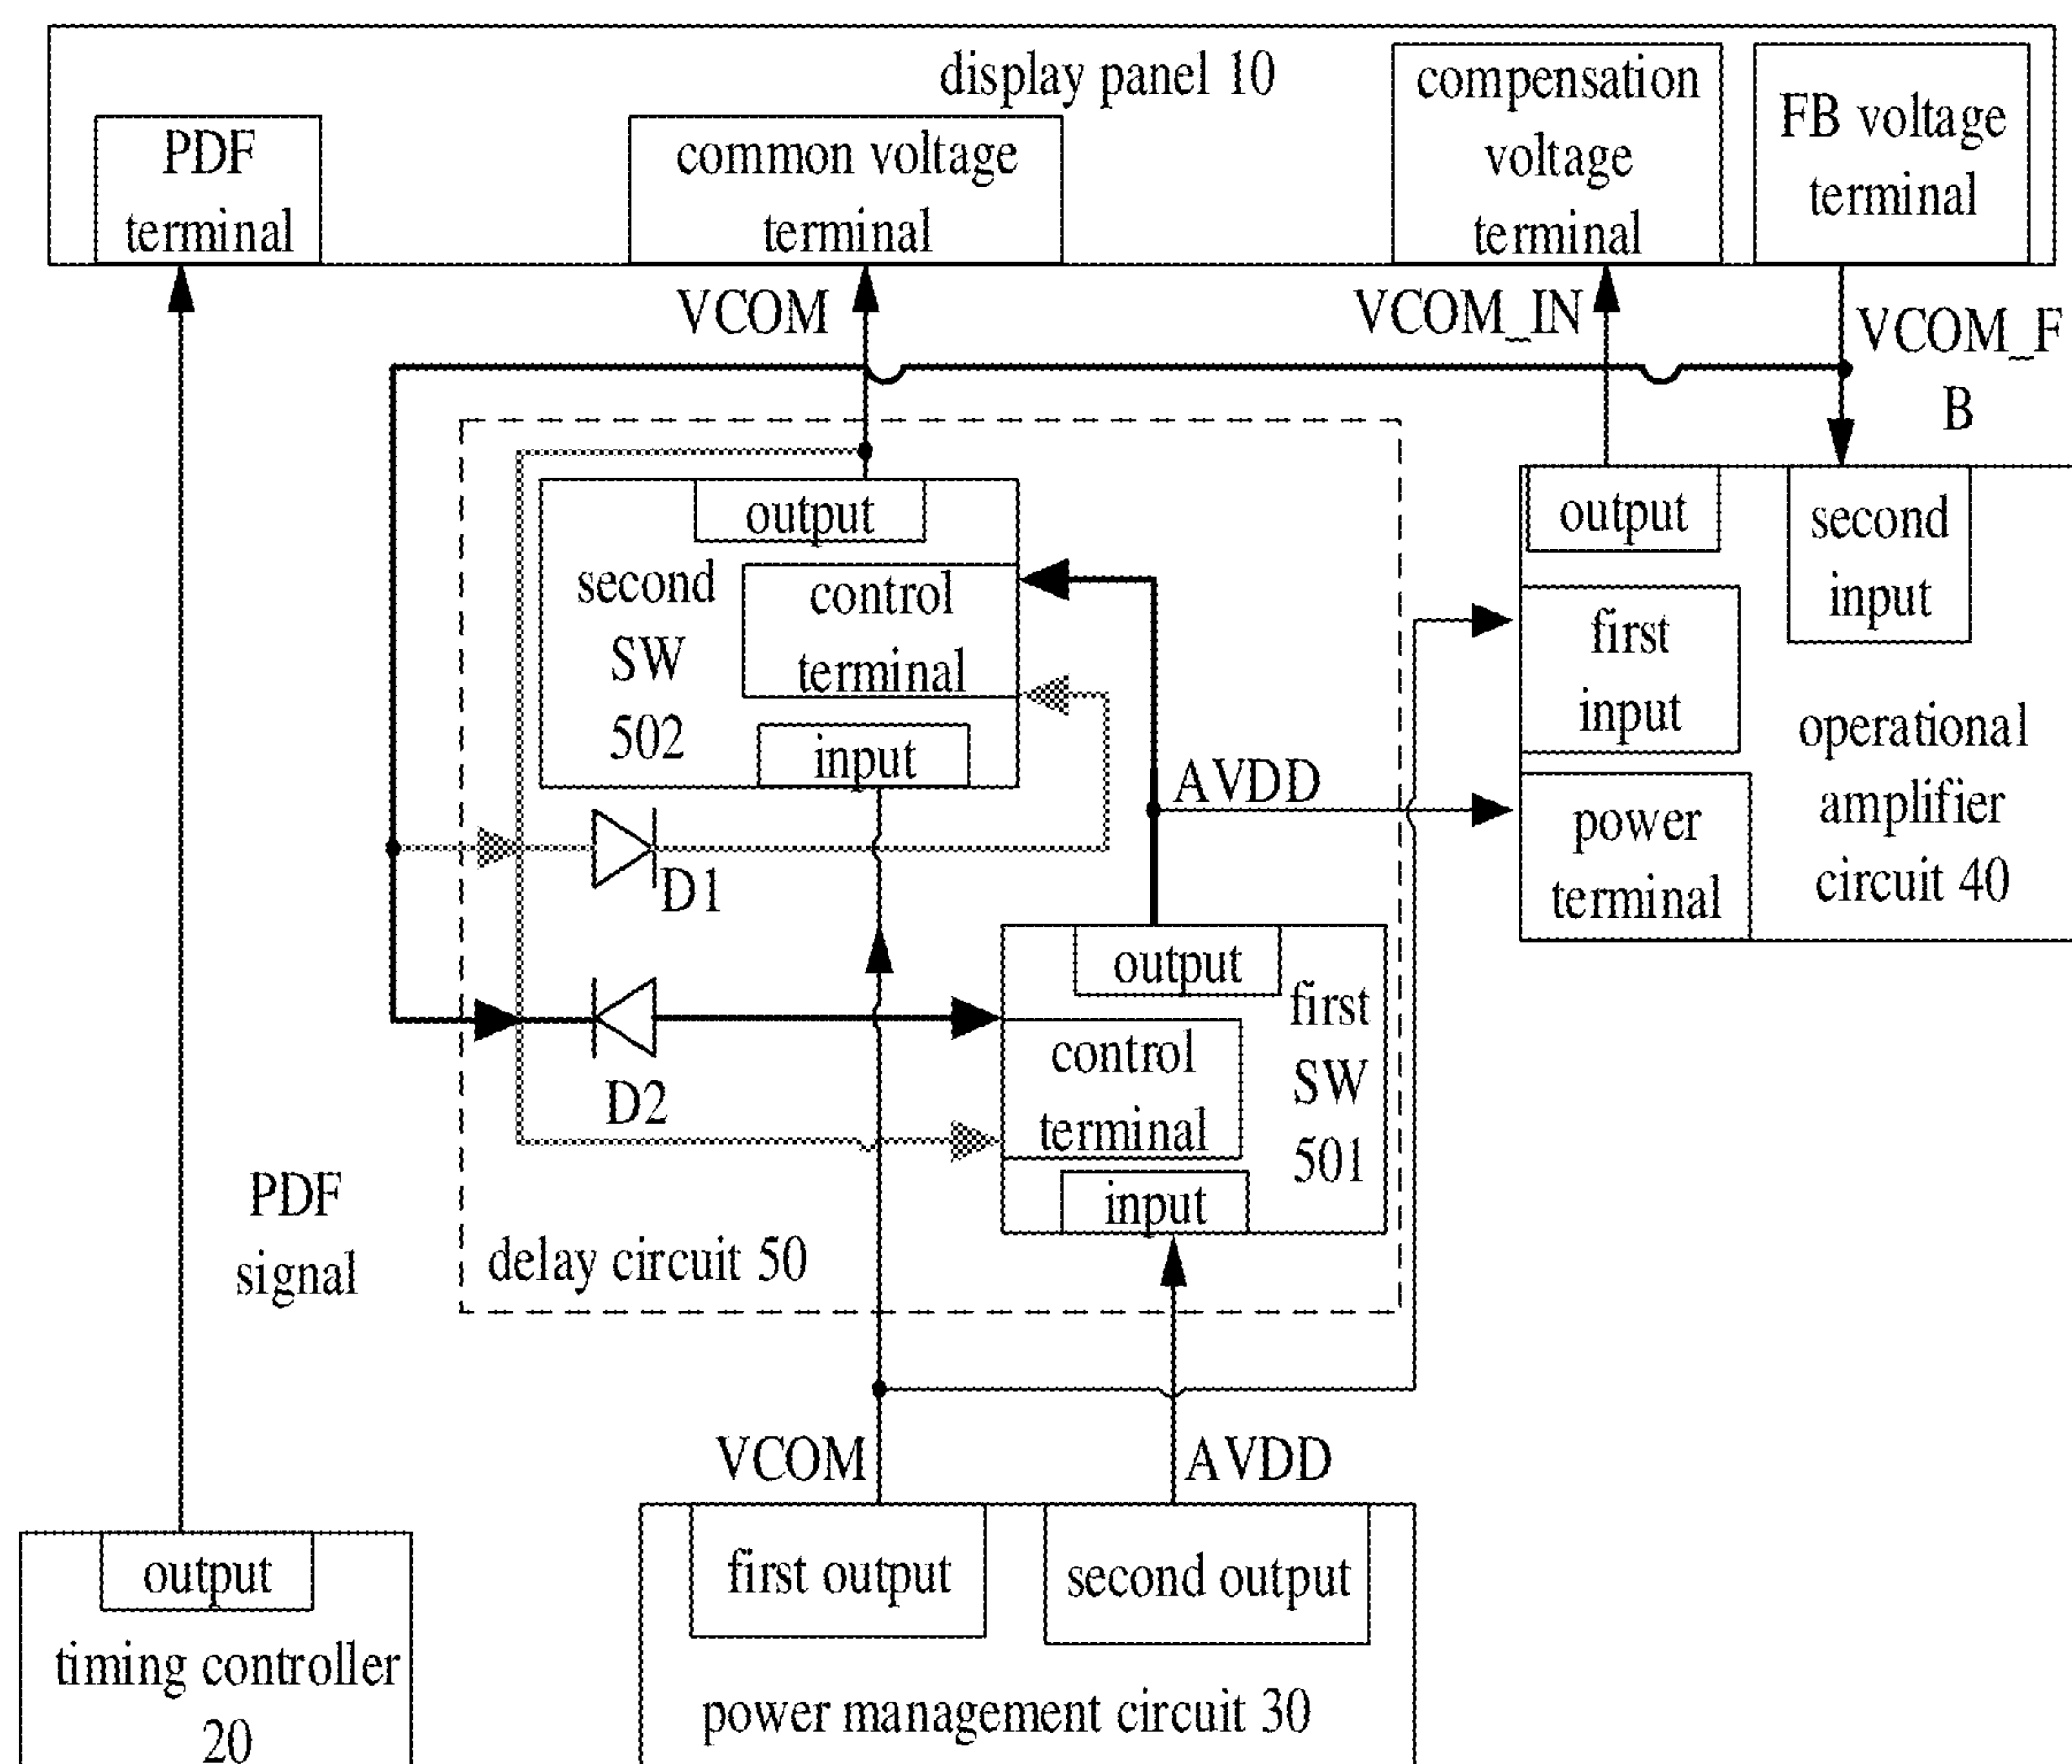 display panel 10
PDF
terminal
common voltage
terminal
compensation
voltage
terminal
FB voltage
terminal
VCOM
VCOM_IN
VCOM_F
B
output
second
SW
502
control
terminal
input
output
second
input
first
input
operational
amplifier
circuit 40
power
terminal
AVDD
D1
D2
output
first
SW
501
control
terminal
input
PDF
signal
delay circuit 50
VCOM
AVDD
output
timing controller
20
first output
second output
power management circuit 30